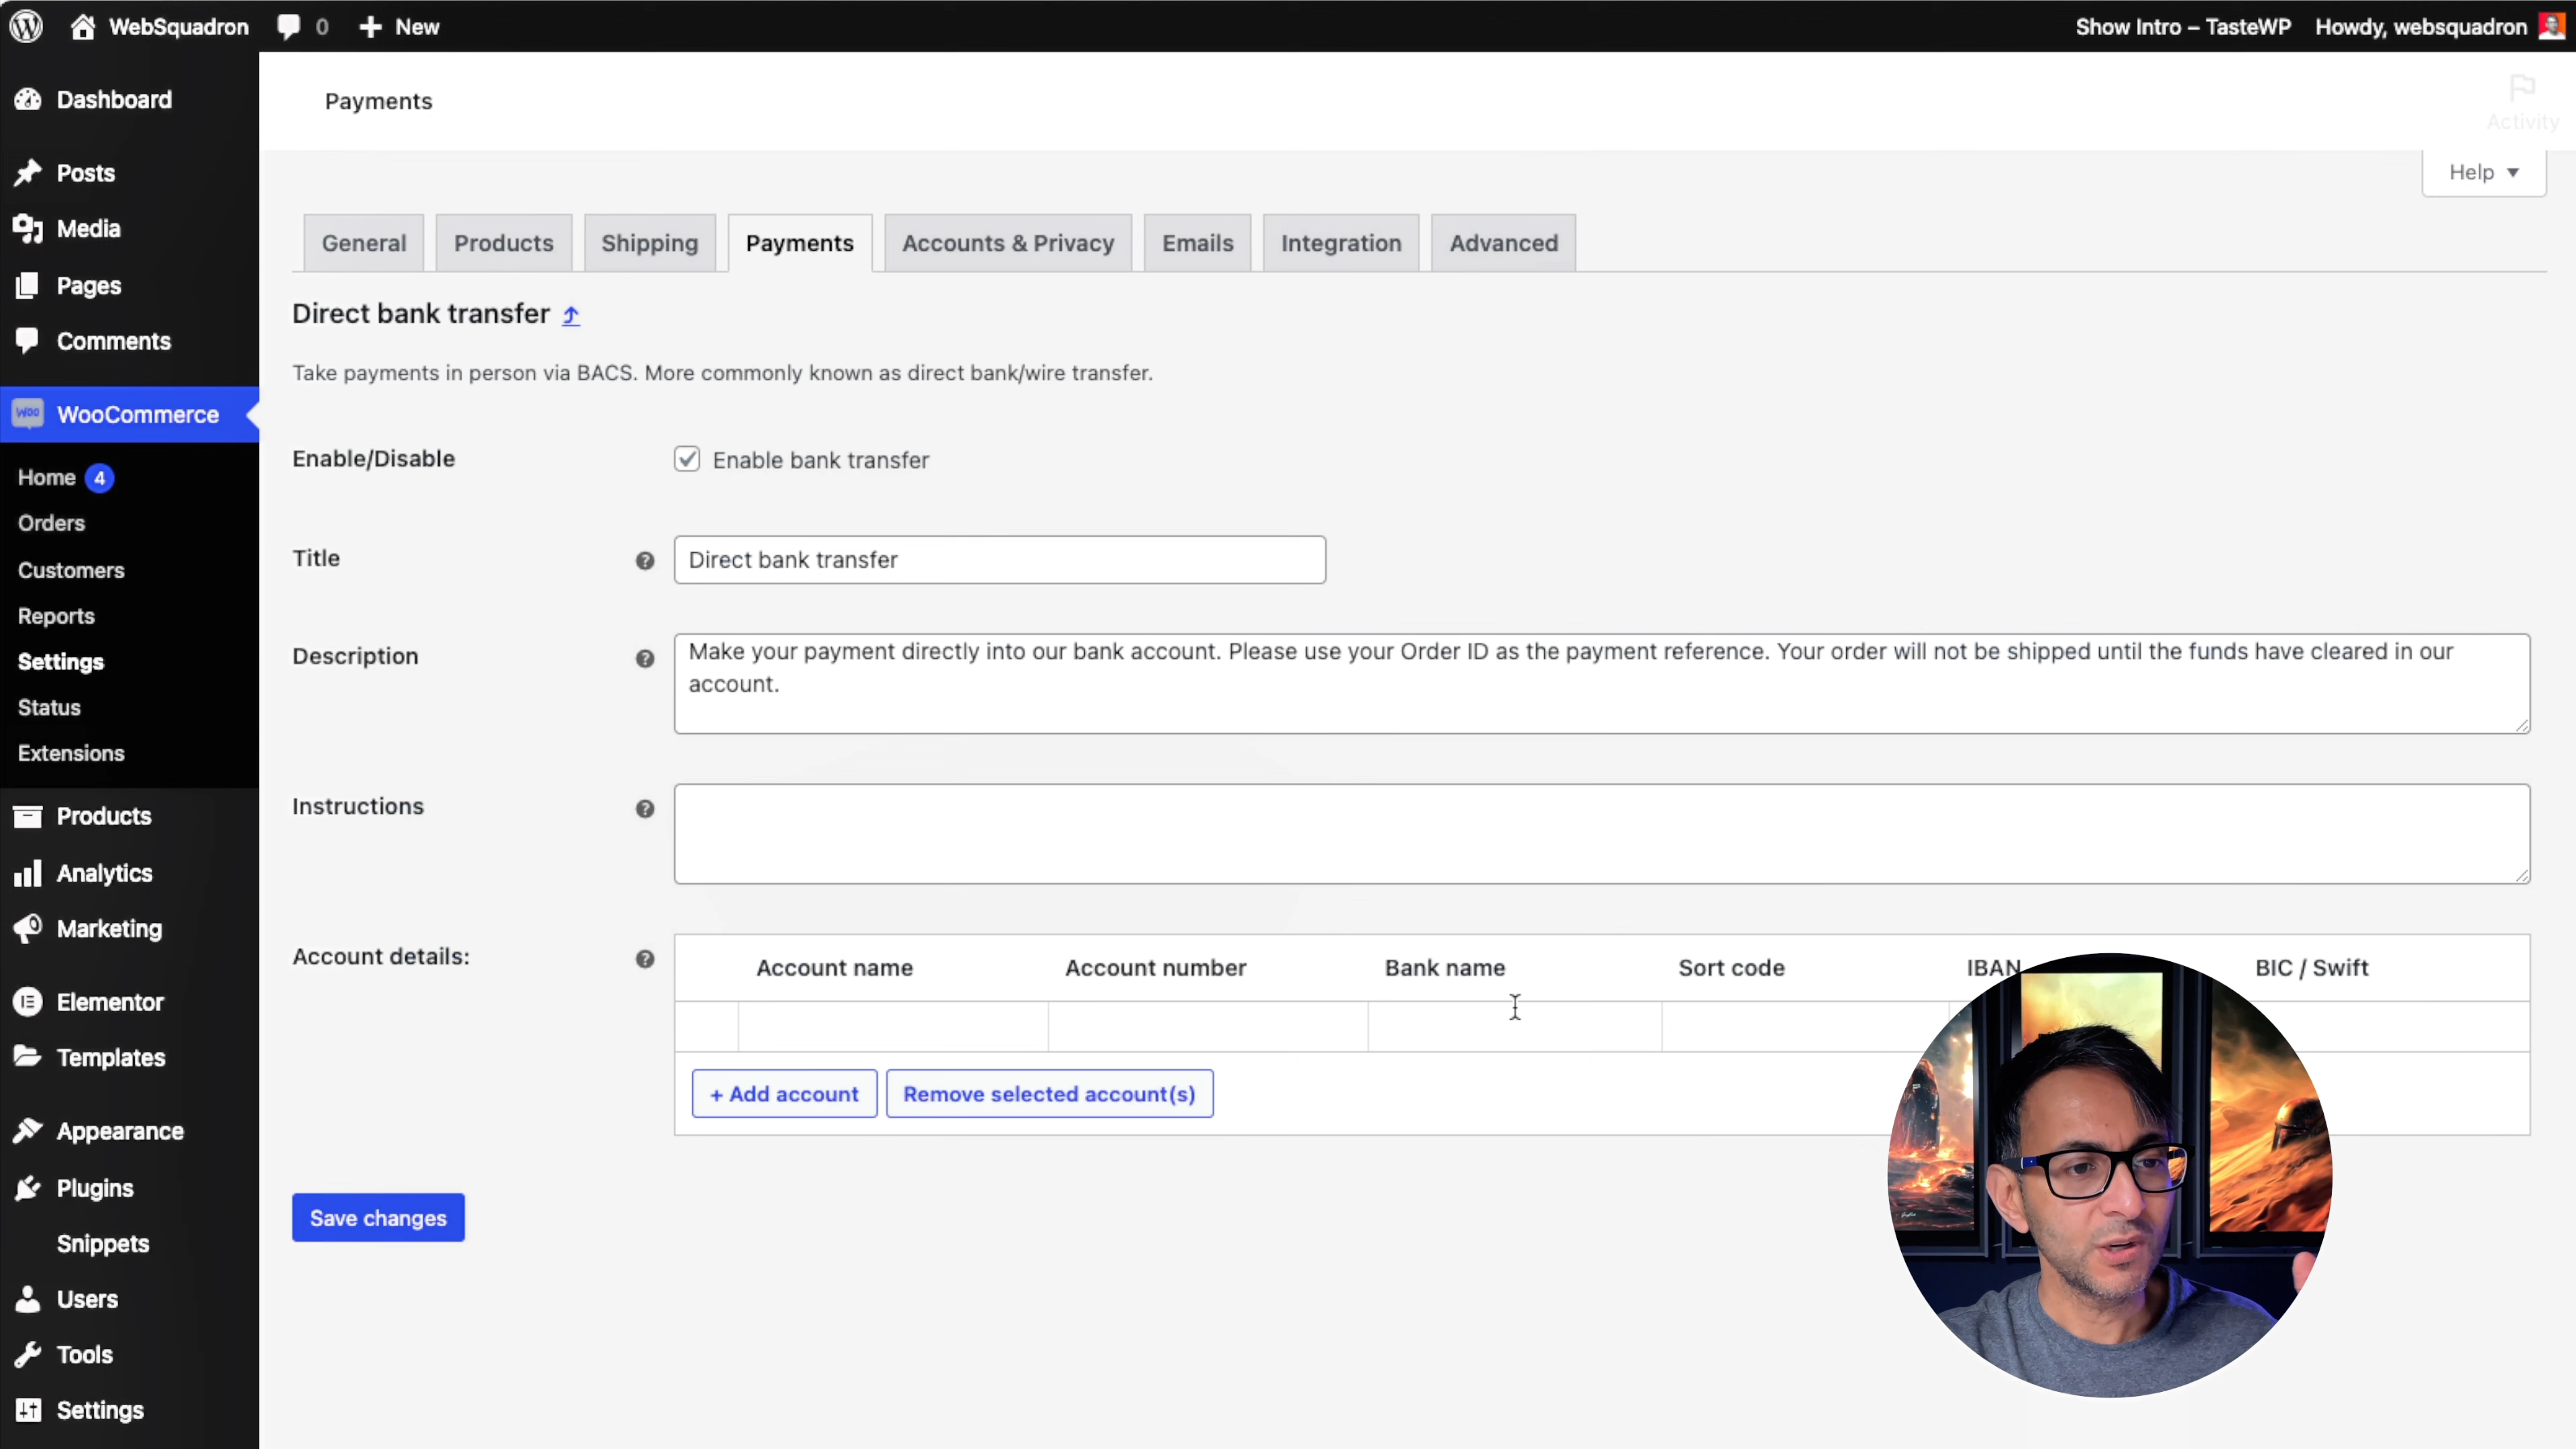 WebSquadron 0 New Show Intro – TasteWP Howdy, websquadron
Dashboard
Posts
Media
Pages
Comments
woo WooCommerce
Home 4
Orders
Customers
Reports
Settings
Status
Extensions
Products
Analytics
Marketing
Elementor
Templates
Appearance
Plugins
Snippets
Users
Tools
Settings
Payments
Activity
Help
General Products Shipping Payments Accounts & Privacy Emails Integration Advanced
Direct bank transfer
Take payments in person via BACS. More commonly known as direct bank/wire transfer.
Enable/Disable Enable bank transfer
Title ? Direct bank transfer
Description ? Make your payment directly into our bank account. Please use your Order ID as the payment reference. Your order will not be shipped until the funds have cleared in our
account.
Instructions ?
Account details: ? Account name Account number Bank name Sort code IBAN BIC / Swift
+ Add account Remove selected account(s)
Save changes